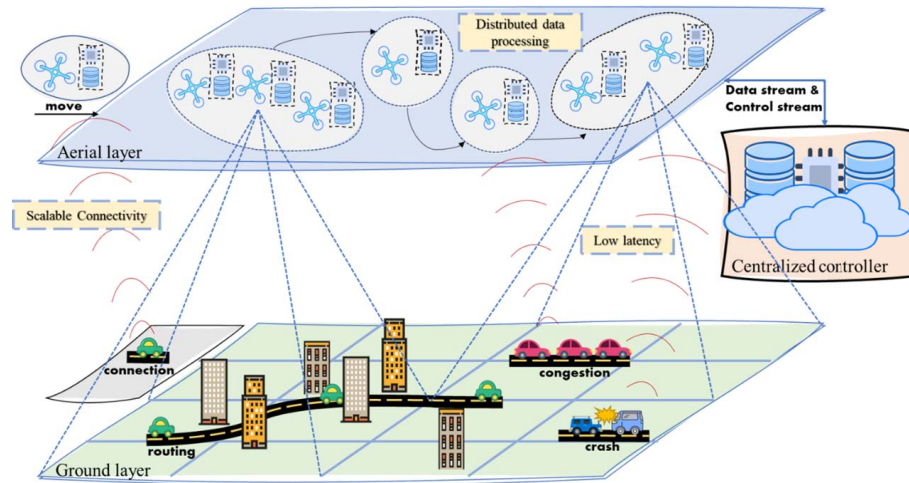 Distributed data
processing
move
Data stream &
Control stream
Aerial layer
Scalable Connectivity
Low latency
Centralized controller
connection
congestion
routing
crash
Ground layer